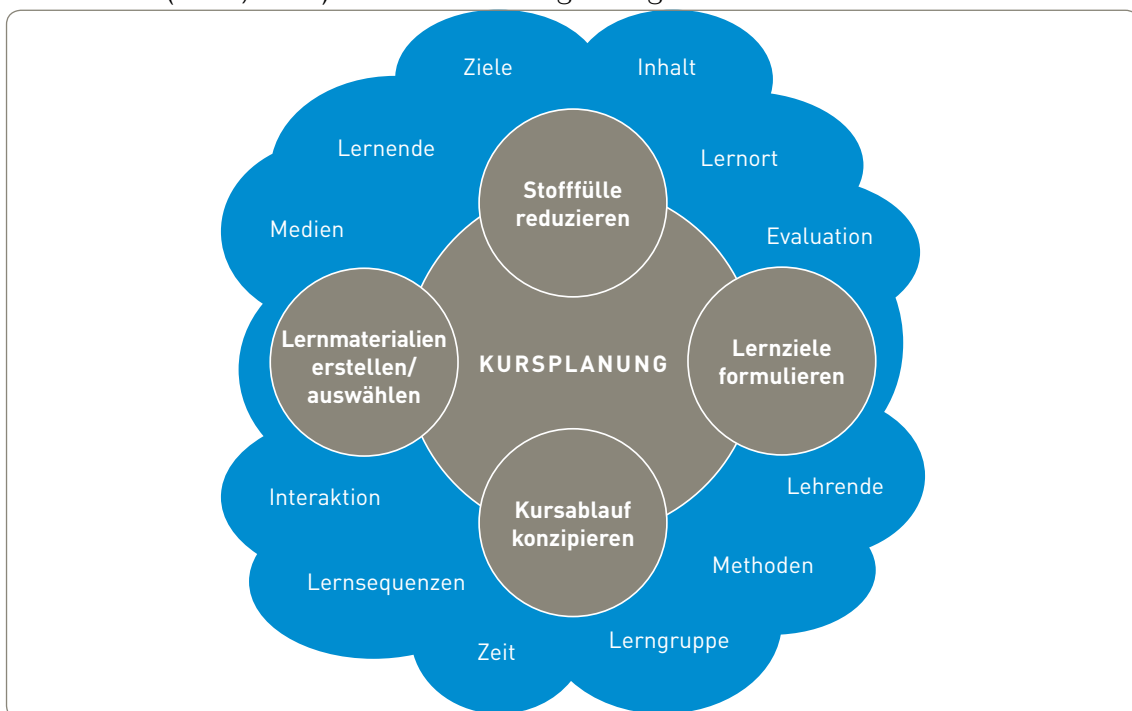 Ziele
Inhalt
Lernende
Lernort
Stofffülle
reduzieren
Medien
Evaluation
Lernmaterialien
erstellen/
auswählen
KURSPLANUNG
Lernziele
formulieren
Interaktion
Lehrende
Kursablauf
konzipieren
Methoden
Lernsequenzen
Lerngruppe
Zeit